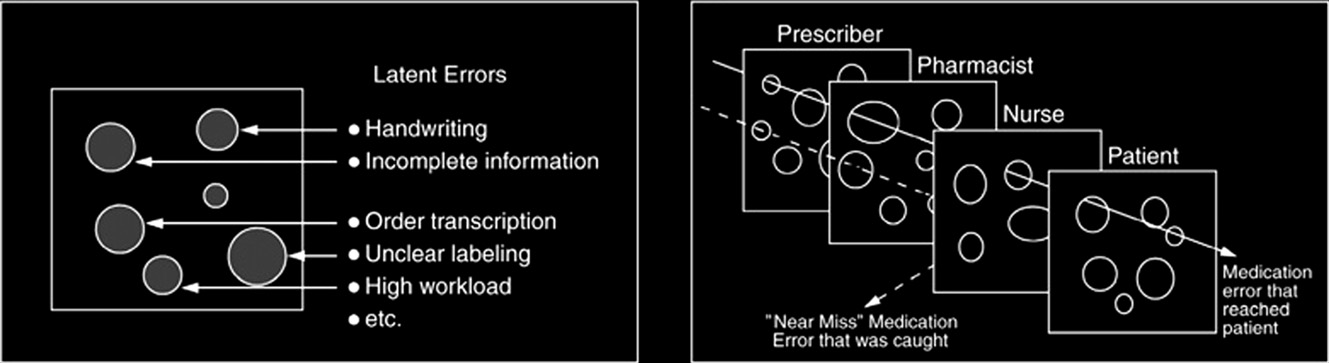 Latent Errors
● Handwriting
● Incomplete information
● Order transcription
● Unclear labeling
● High workload
● etc.
Prescriber
Pharmacist
Nurse
Patient
"Near Miss" Medication
Error that was caught
Medication
error that
reached
patient